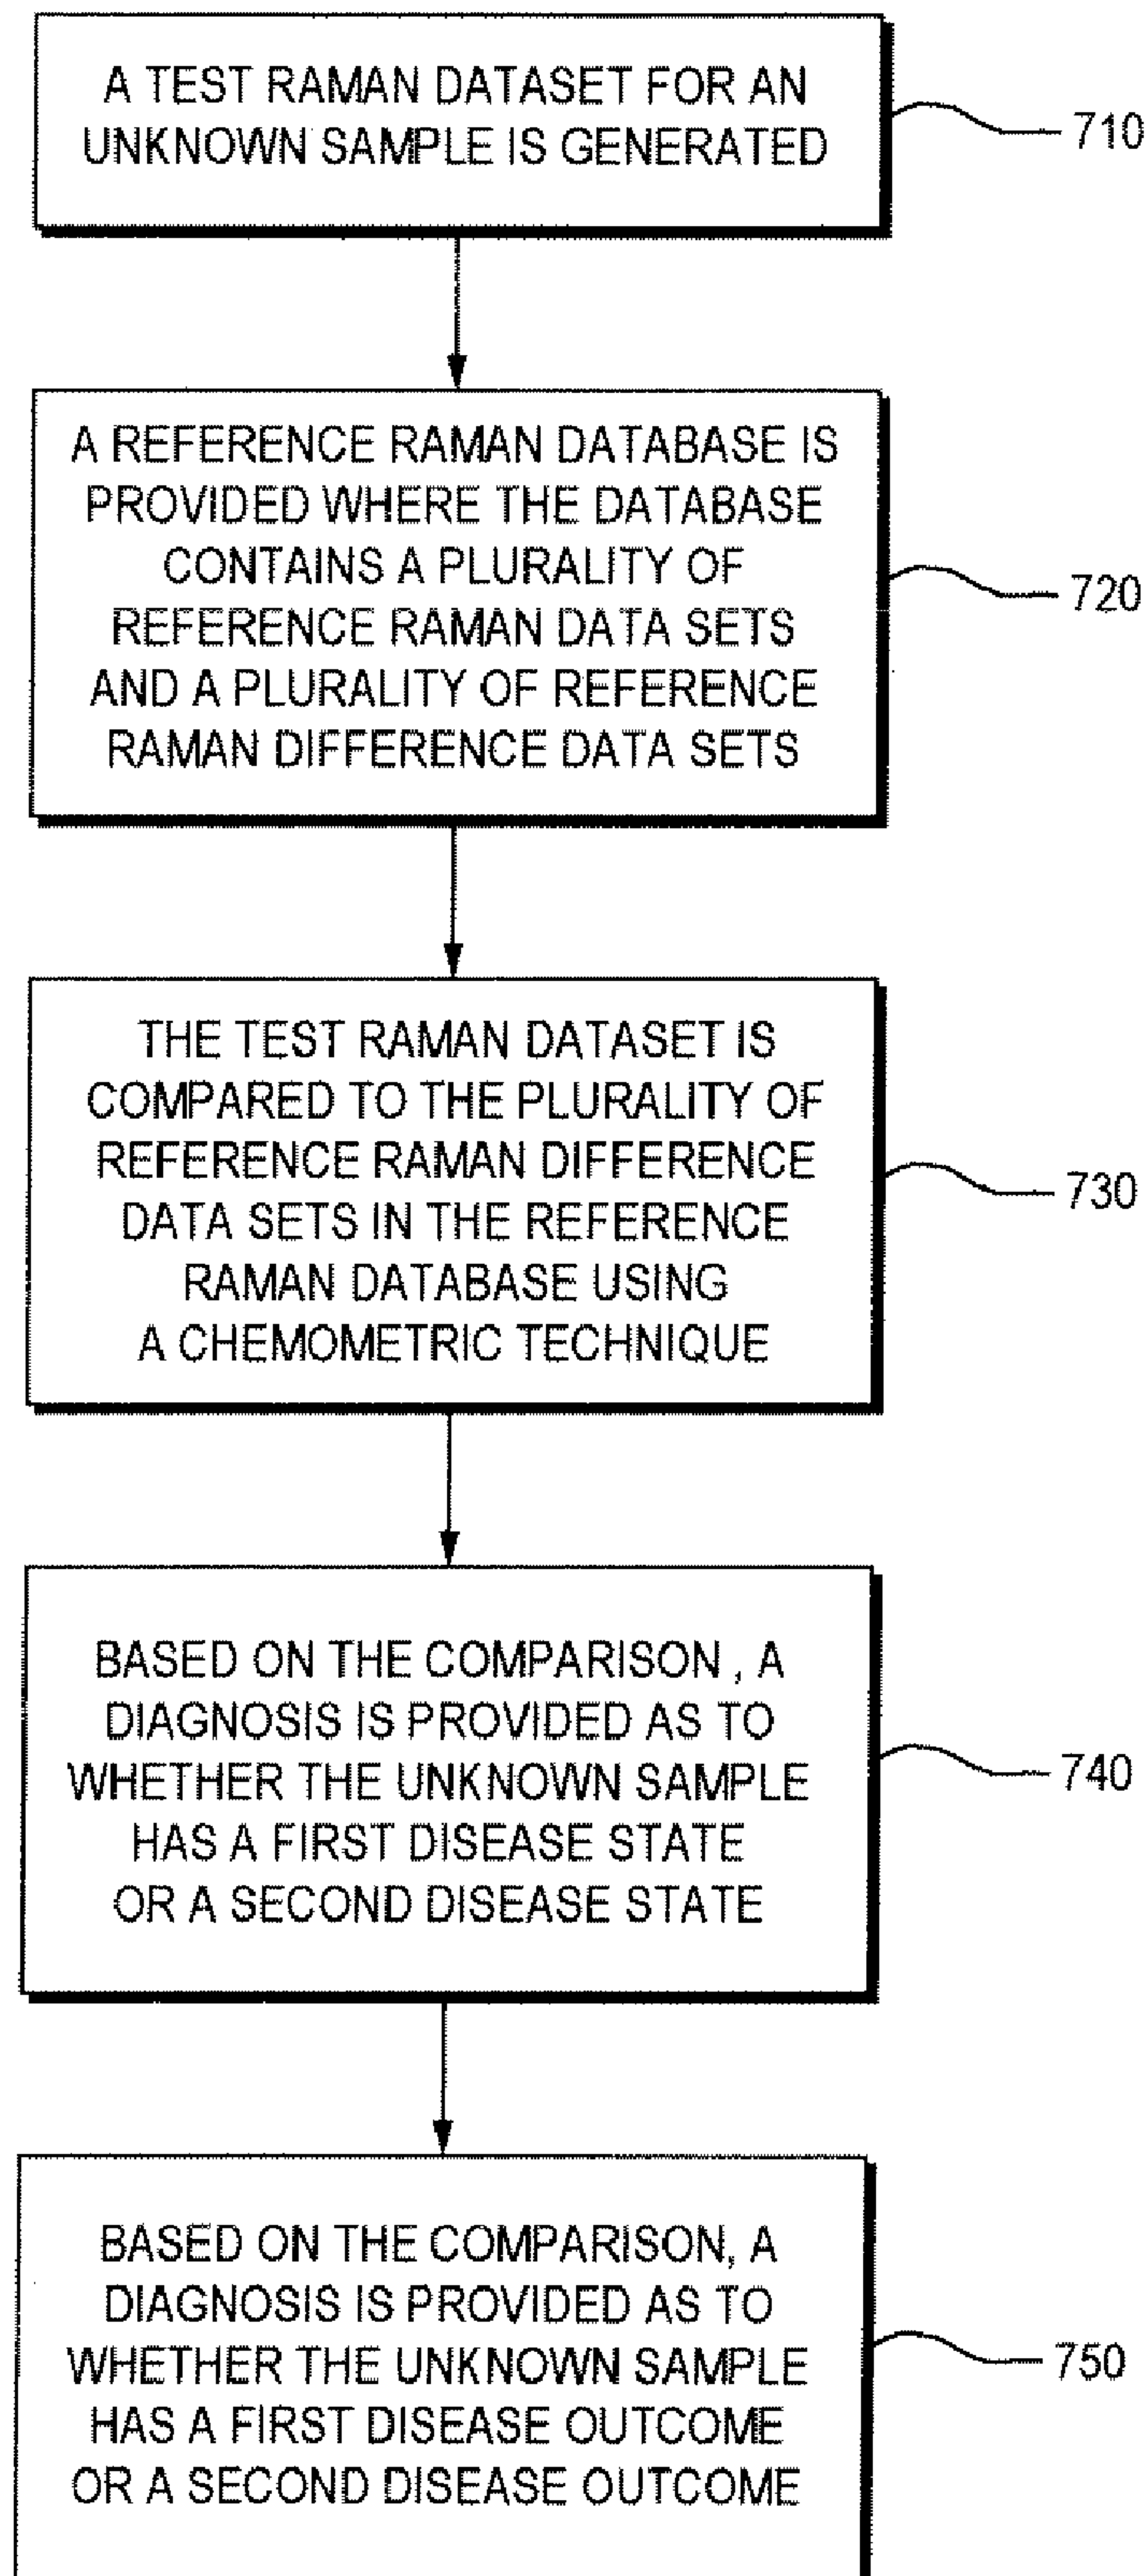 A TEST RAMAN DATASET FOR AN
UNKNOWN SAMPLE IS GENERATED
710
A REFERENCE RAMAN DATABASE IS
PROVIDED WHERE THE DATABASE
CONTAINS A PLURALITY OF
REFERENCE RAMAN DATA SETS
AND A PLURALITY OF REFERENCE
RAMAN DIFFERENCE DATA SETS
720
THE TEST RAMAN DATASET IS
COMPARED TO THE PLURALITY OF
REFERENCE RAMAN DIFFERENCE
DATA SETS IN THE REFERENCE
RAMAN DATABASE USING
A CHEMOMETRIC TECHNIQUE
730
BASED ON THE COMPARISON , A
DIAGNOSIS IS PROVIDED AS TO
WHETHER THE UNKNOWN SAMPLE
HAS A FIRST DISEASE STATE
OR A SECOND DISEASE STATE
740
BASED ON THE COMPARISON, A
DIAGNOSIS IS PROVIDED AS TO
WHETHER THE UNKNOWN SAMPLE
HAS A FIRST DISEASE OUTCOME
OR A SECOND DISEASE OUTCOME
750